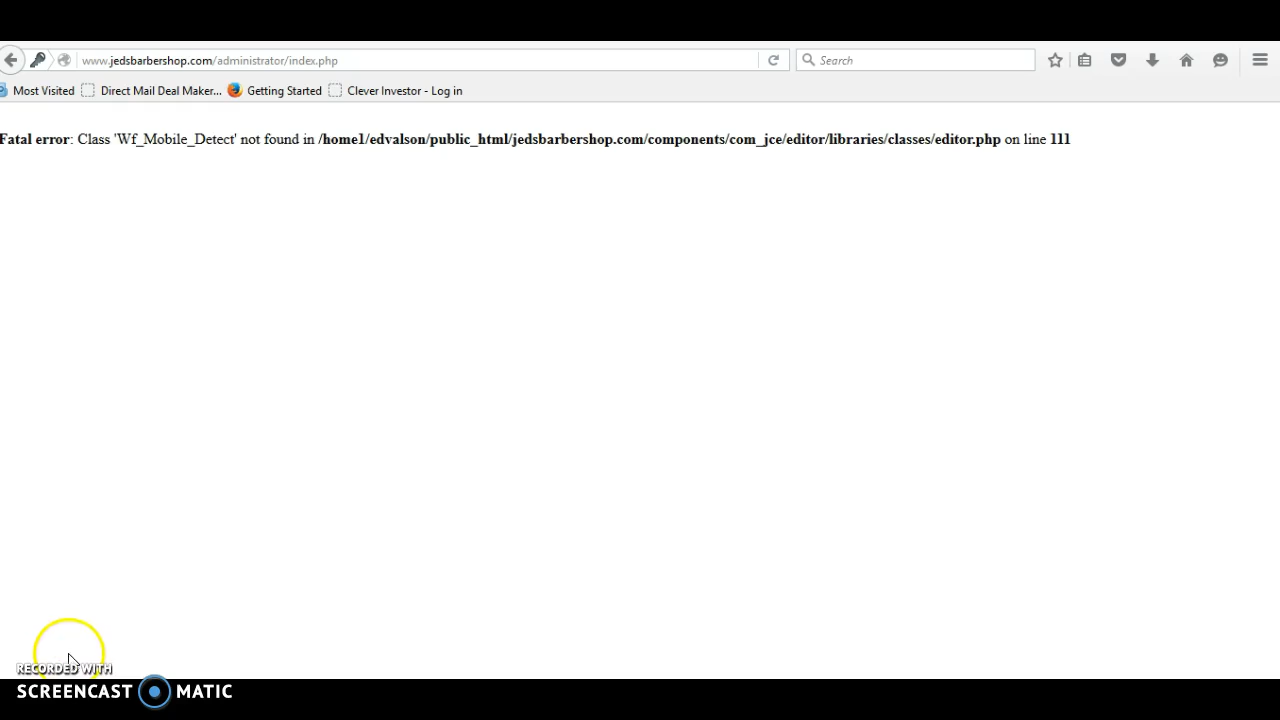 www.jedsbarbershop.com/administrator/index.php
Search
Most Visited Direct Mail Deal Maker... Getting Started Clever Investor - Log in
Fatal error: Class 'Wf_Mobile_Detect' not found in /home1/edvalson/public_html/jedsbarbershop.com/components/com_jce/editor/libraries/classes/editor.php on line 111
RECORDED WITH
SCREENCAST MATIC